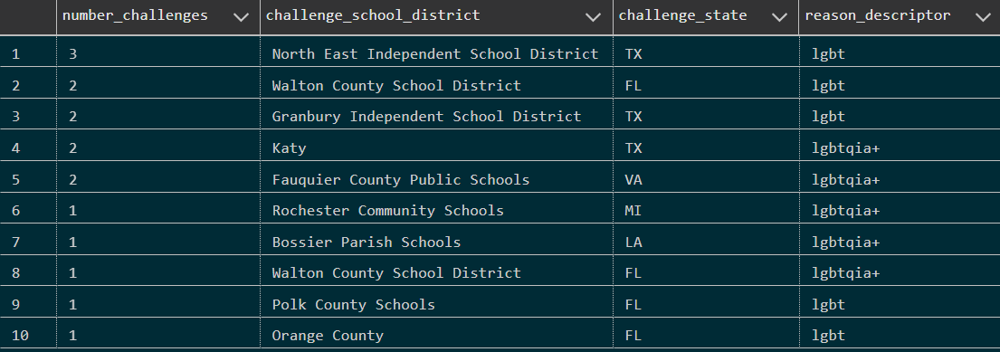 number_challenges challenge_school_district challenge_state reason_descriptor
1 3 North East Independent School District TX lgbt
2 2 Walton County School District FL lgbt
3 2 Granbury Independent School District TX lgbt
4 2 Katy TX lgbtqia+
5 2 Fauquier County Public Schools VA lgbtqia+
6 1 Rochester Community Schools MI lgbtqia+
7 1 Bossier Parish Schools LA lgbtqia+
8 1 Walton County School District FL lgbtqia+
9 1 Polk County Schools FL lgbt
10 1 Orange County FL lgbt